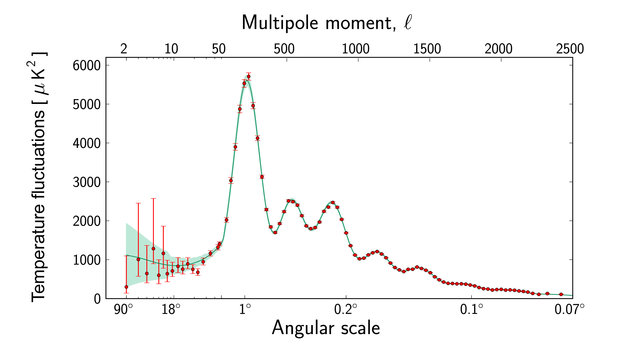 Multipole moment, ℓ
2 10 50 500 1000 1500 2000 2500
Temperature fluctuations [ μ K² ]
6000
5000
4000
3000
2000
1000
0
90° 18° 1° 0.2° 0.1° 0.07°
Angular scale